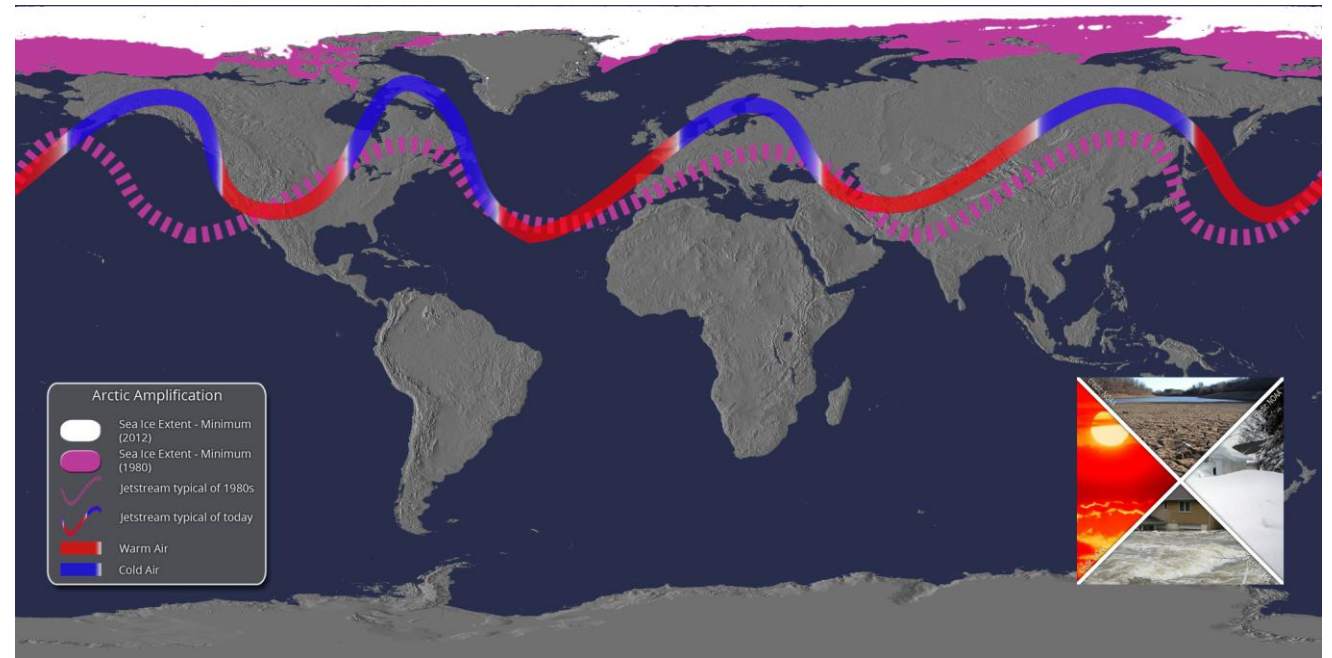 Arctic Amplification
Sea Ice Extent - Minimum
(2012)
Sea Ice Extent - Minimum
(1980)
Jetstream typical of 1980s
Jetstream typical of today
Warm Air
Cold Air
NOAA